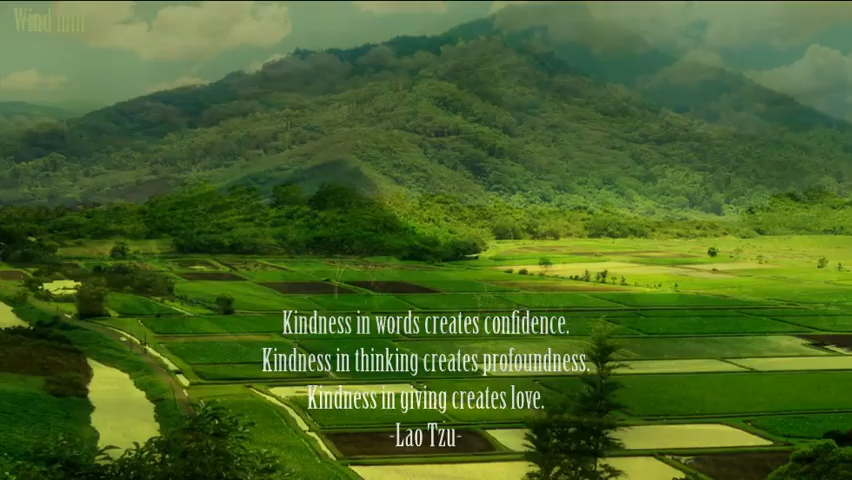 Kindness in words creates confidence.
Kindness in thinking creates profoundness.
Kindness in giving creates love.
-Lao Tzu-